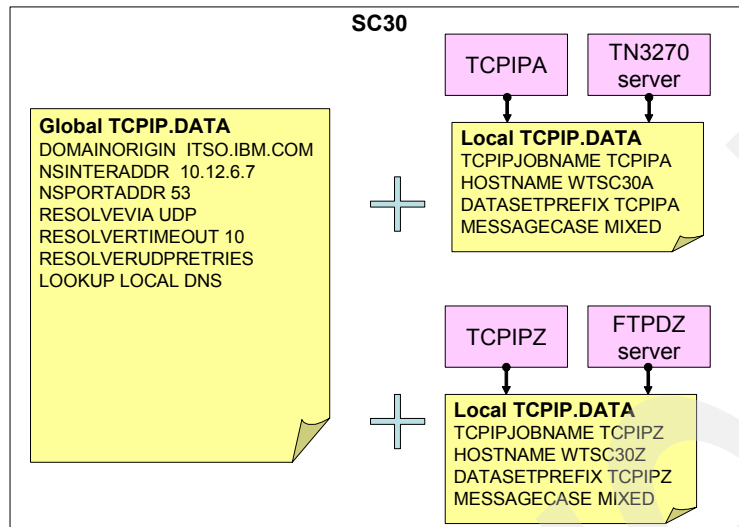 SC30
Global TCPIP.DATA
DOMAINORIGIN ITSO.IBM.COM
NSINTERADDR 10.12.6.7
NSPORTADDR 53
RESOLVEVIA UDP
RESOLVERTIMEOUT 10
RESOLVERUDPRETRIES
LOOKUP LOCAL DNS
TCPIPA
TN3270
server
Local TCPIP.DATA
TCPIPJOBNAME TCPIPA
HOSTNAME WTSC30A
DATASETPREFIX TCPIPA
MESSAGECASE MIXED
TCPIPZ
FTPDZ
server
Local TCPIP.DATA
TCPIPJOBNAME TCPIPZ
HOSTNAME WTSC30Z
DATASETPREFIX TCPIPZ
MESSAGECASE MIXED